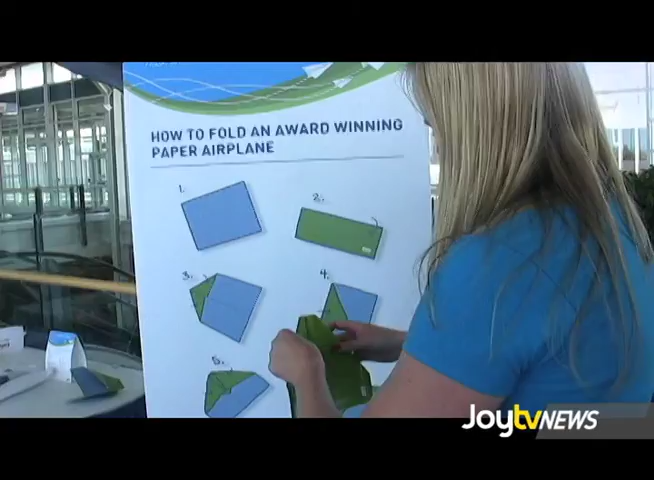 HOW TO FOLD AN AWARD WINNING
PAPER AIRPLANE
1.
2.
3.
4.
5.
JoytvNEWS